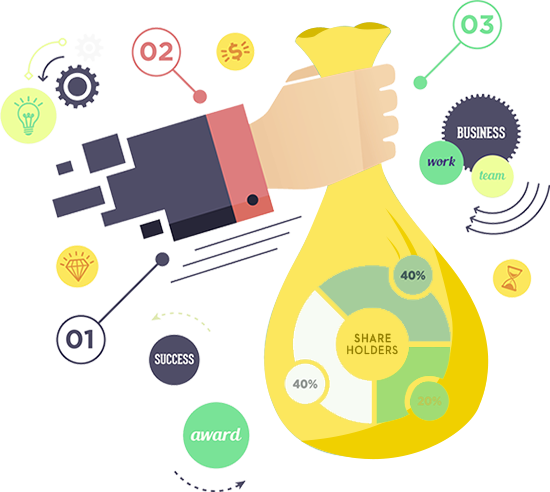 02
03
$
BUSINESS
work
team
40%
SHARE
HOLDERS
01
SUCCESS
40%
20%
award